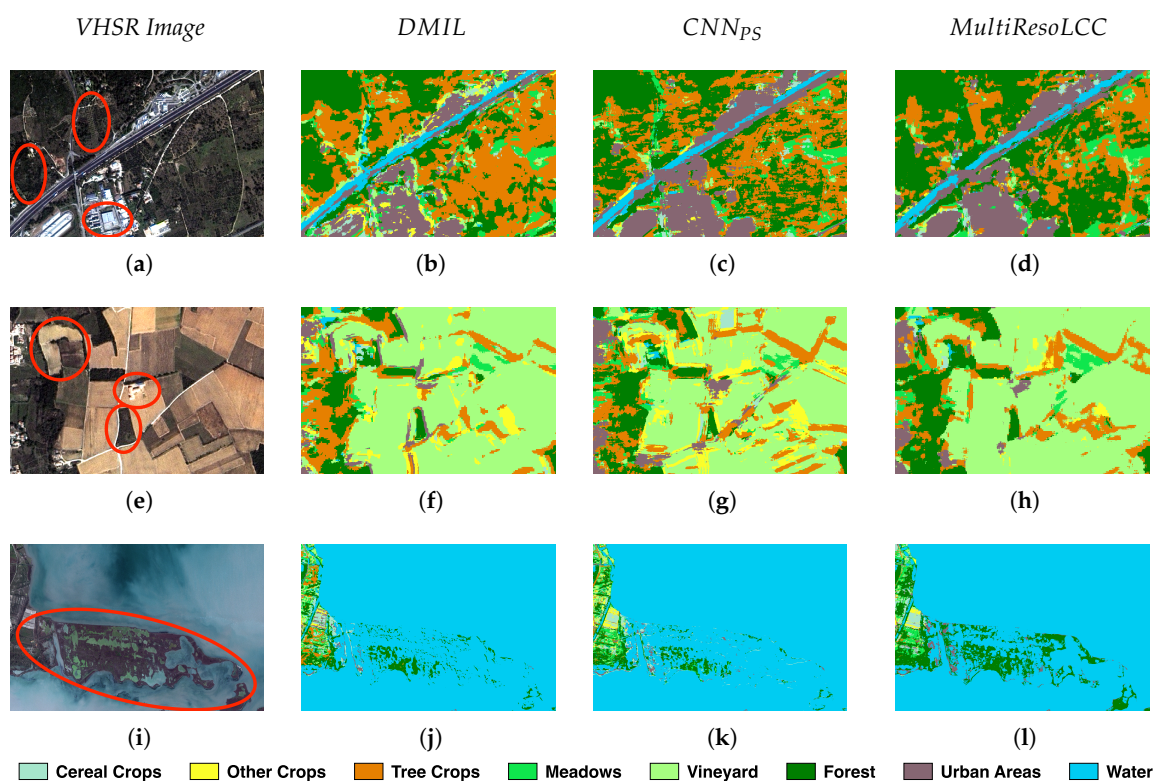 VHSR Image DMIL CNN_PS MultiResoLCC
(a) (b) (c) (d)
(e) (f) (g) (h)
(i) (j) (k) (l)
Cereal Crops Other Crops Tree Crops Meadows Vineyard Forest Urban Areas Water